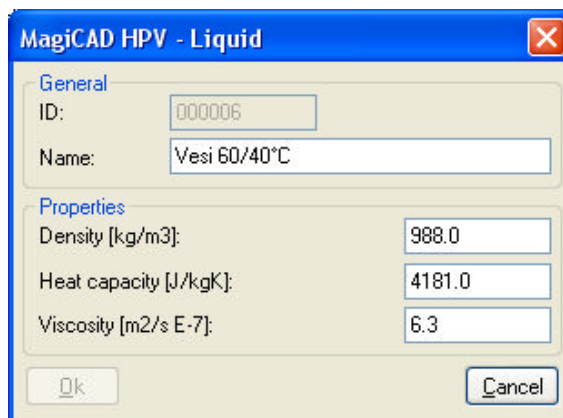 MagiCAD HPV - Liquid
General
ID: 000006
Name: Vesi 60/40°C
Properties
Density [kg/m3]: 988.0
Heat capacity [J/kgK]: 4181.0
Viscosity [m2/s E-7]: 6.3
Ok Cancel